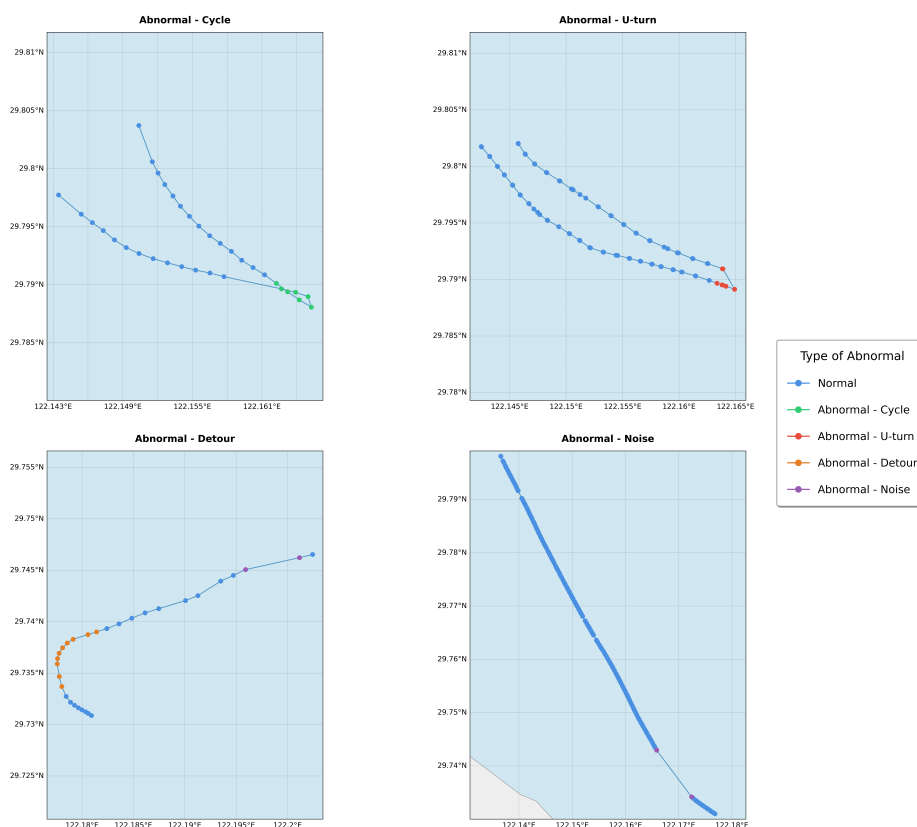 Abnormal - Cycle
29.81°N
29.805°N
29.8°N
29.795°N
29.79°N
29.785°N
122.143°E 122.149°E 122.155°E 122.161°E
Abnormal - U-turn
29.81°N
29.805°N
29.8°N
29.795°N
29.79°N
29.785°N
29.78°N
122.145°E 122.15°E 122.155°E 122.16°E 122.165°E
Type of Abnormal
Normal
Abnormal - Cycle
Abnormal - U-turn
Abnormal - Detour
Abnormal - Noise
Abnormal - Detour
29.755°N
29.75°N
29.745°N
29.74°N
29.735°N
29.73°N
29.725°N
122.18°E 122.185°E 122.19°E 122.195°E 122.2°E
Abnormal - Noise
29.79°N
29.78°N
29.77°N
29.76°N
29.75°N
29.74°N
122.14°E 122.15°E 122.16°E 122.17°E 122.18°E